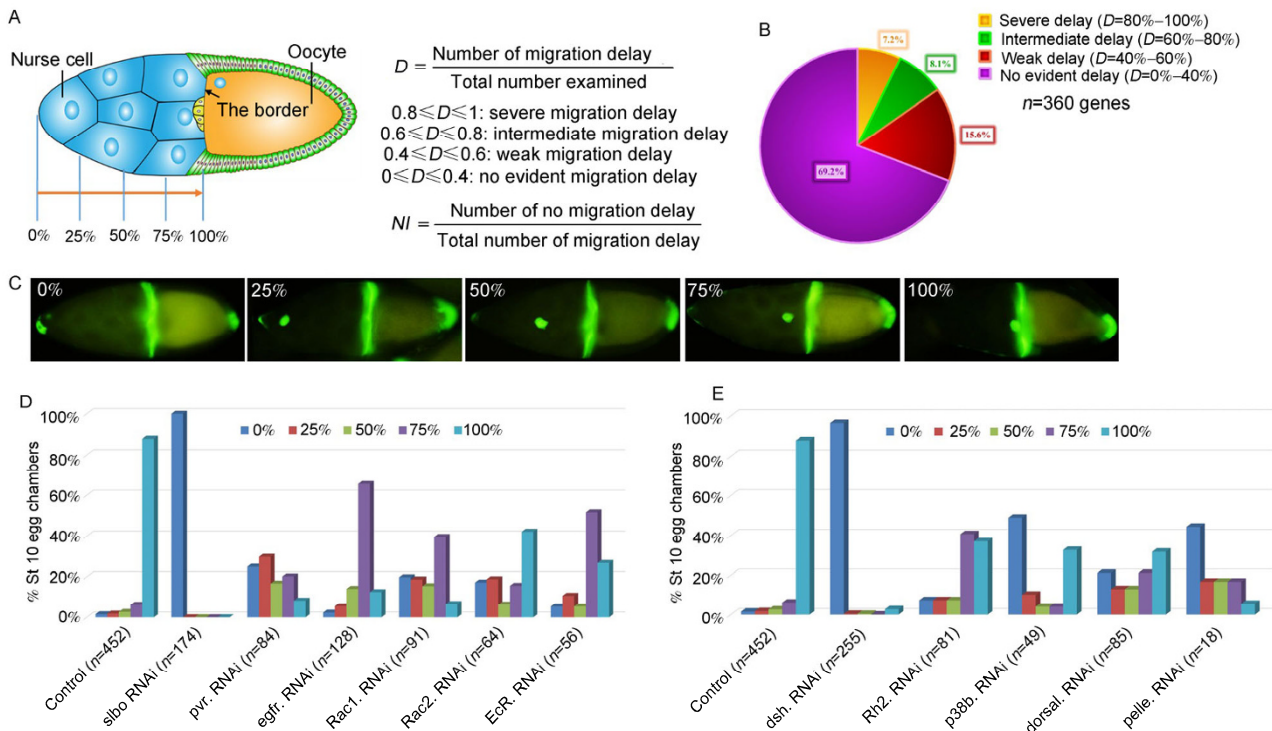 A
Nurse cell
Oocyte
The border
0%
25%
50%
75%
100%
D = Number of migration delay
Total number examined
0.8≤D≤1: severe migration delay
0.6≤D≤0.8: intermediate migration delay
0.4≤D≤0.6: weak migration delay
0≤D≤0.4: no evident migration delay
NI = Number of no migration delay
Total number of migration delay
B
7.2%
8.1%
15.6%
69.2%
Severe delay (D=80%–100%)
Intermediate delay (D=60%–80%)
Weak delay (D=40%–60%)
No evident delay (D=0%–40%)
n=360 genes
C
0%
25%
50%
75%
100%
D
% St 10 egg chambers
100%
80%
60%
40%
20%
0%
0% 25% 50% 75% 100%
Control (n=452)
slbo RNAi (n=174)
pvr. RNAi (n=84)
egfr. RNAi (n=128)
Rac1. RNAi (n=91)
Rac2. RNAi (n=64)
EcR. RNAi (n=56)
E
% St 10 egg chambers
100%
80%
60%
40%
20%
0%
0% 25% 50% 75% 100%
Control (n=452)
dsh. RNAi (n=255)
Rh2. RNAi (n=81)
p38b. RNAi (n=49)
dorsal. RNAi (n=85)
pelle. RNAi (n=18)